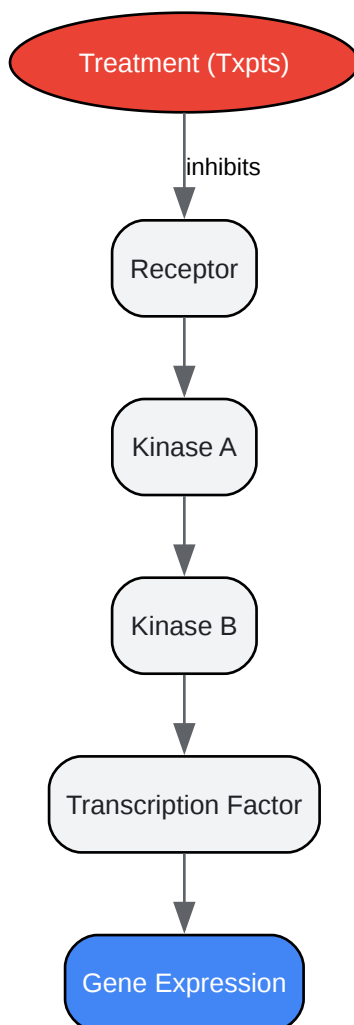 Treatment (Txpts)
inhibits
Receptor
Kinase A
Kinase B
Transcription Factor
Gene Expression